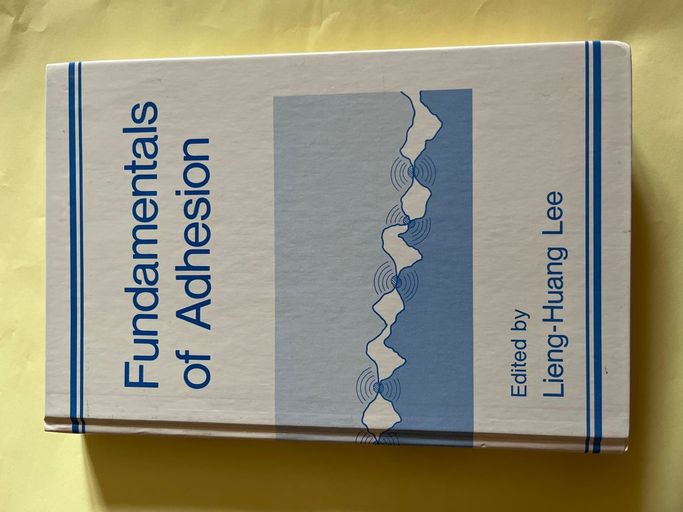 Fundamentals
of Adhesion
Edited by
Lieng-Huang Lee